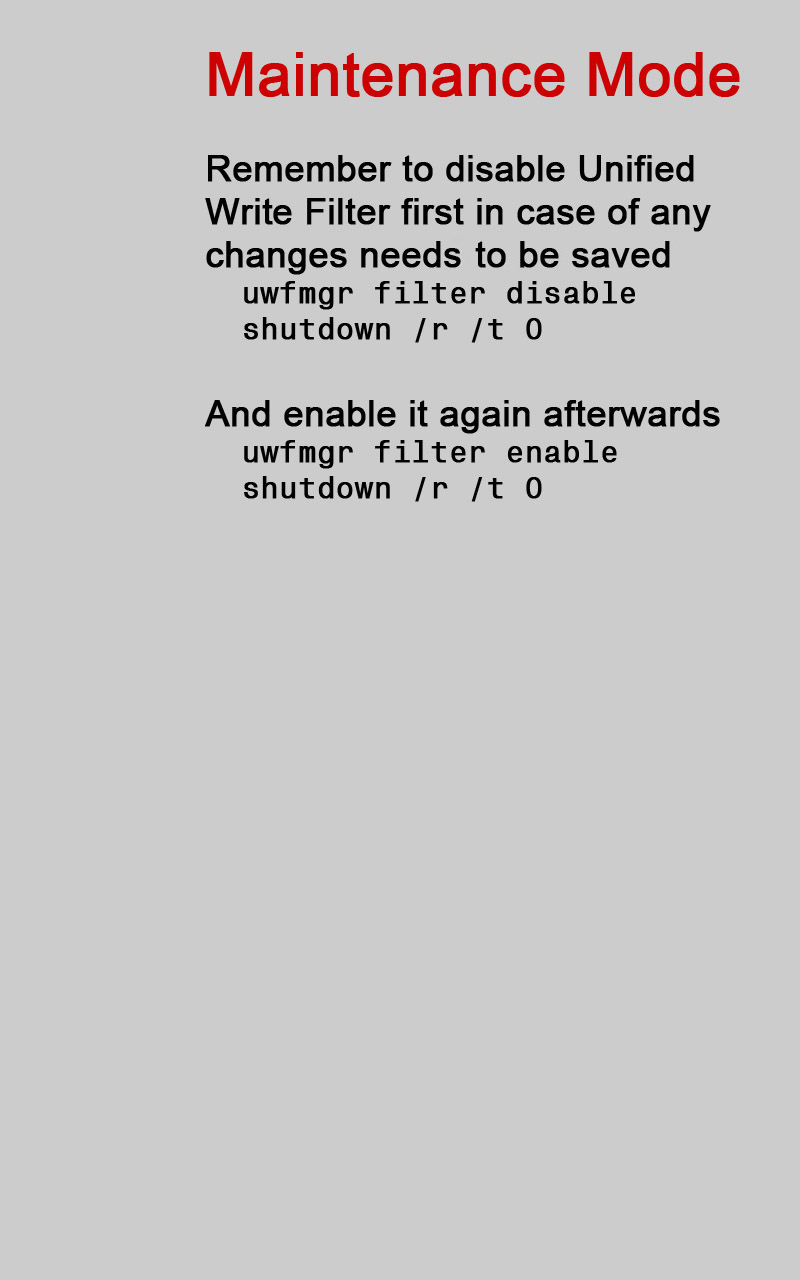 Maintenance Mode
Remember to disable Unified
Write Filter first in case of any
changes needs to be saved
uwfmgr filter disable
shutdown /r /t 0
And enable it again afterwards
uwfmgr filter enable
shutdown /r /t 0